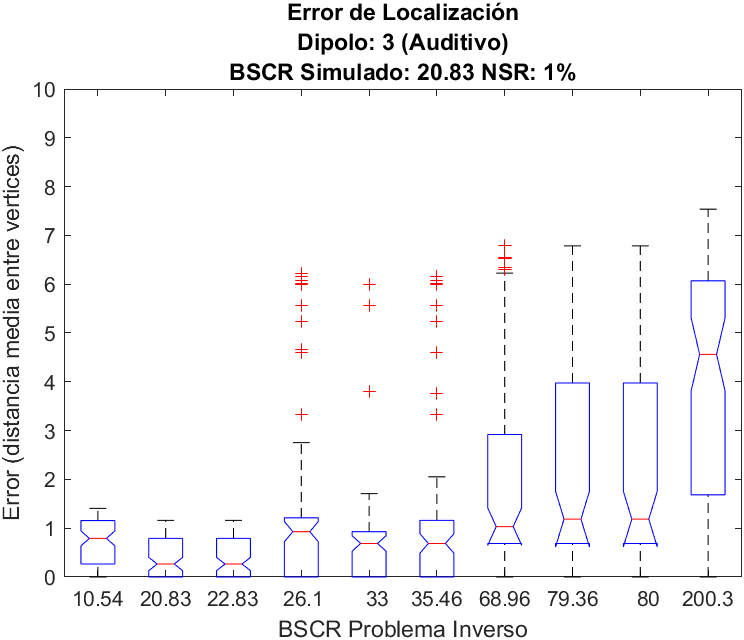 Error de Localización
Dipolo: 3 (Auditivo)
BSCR Simulado: 20.83 NSR: 1%
Error (distancia media entre vertices)
10
9
8
7
6
5
4
3
2
1
0
10.54 20.83 22.83 26.1 33 35.46 68.96 79.36 80 200.3
BSCR Problema Inverso